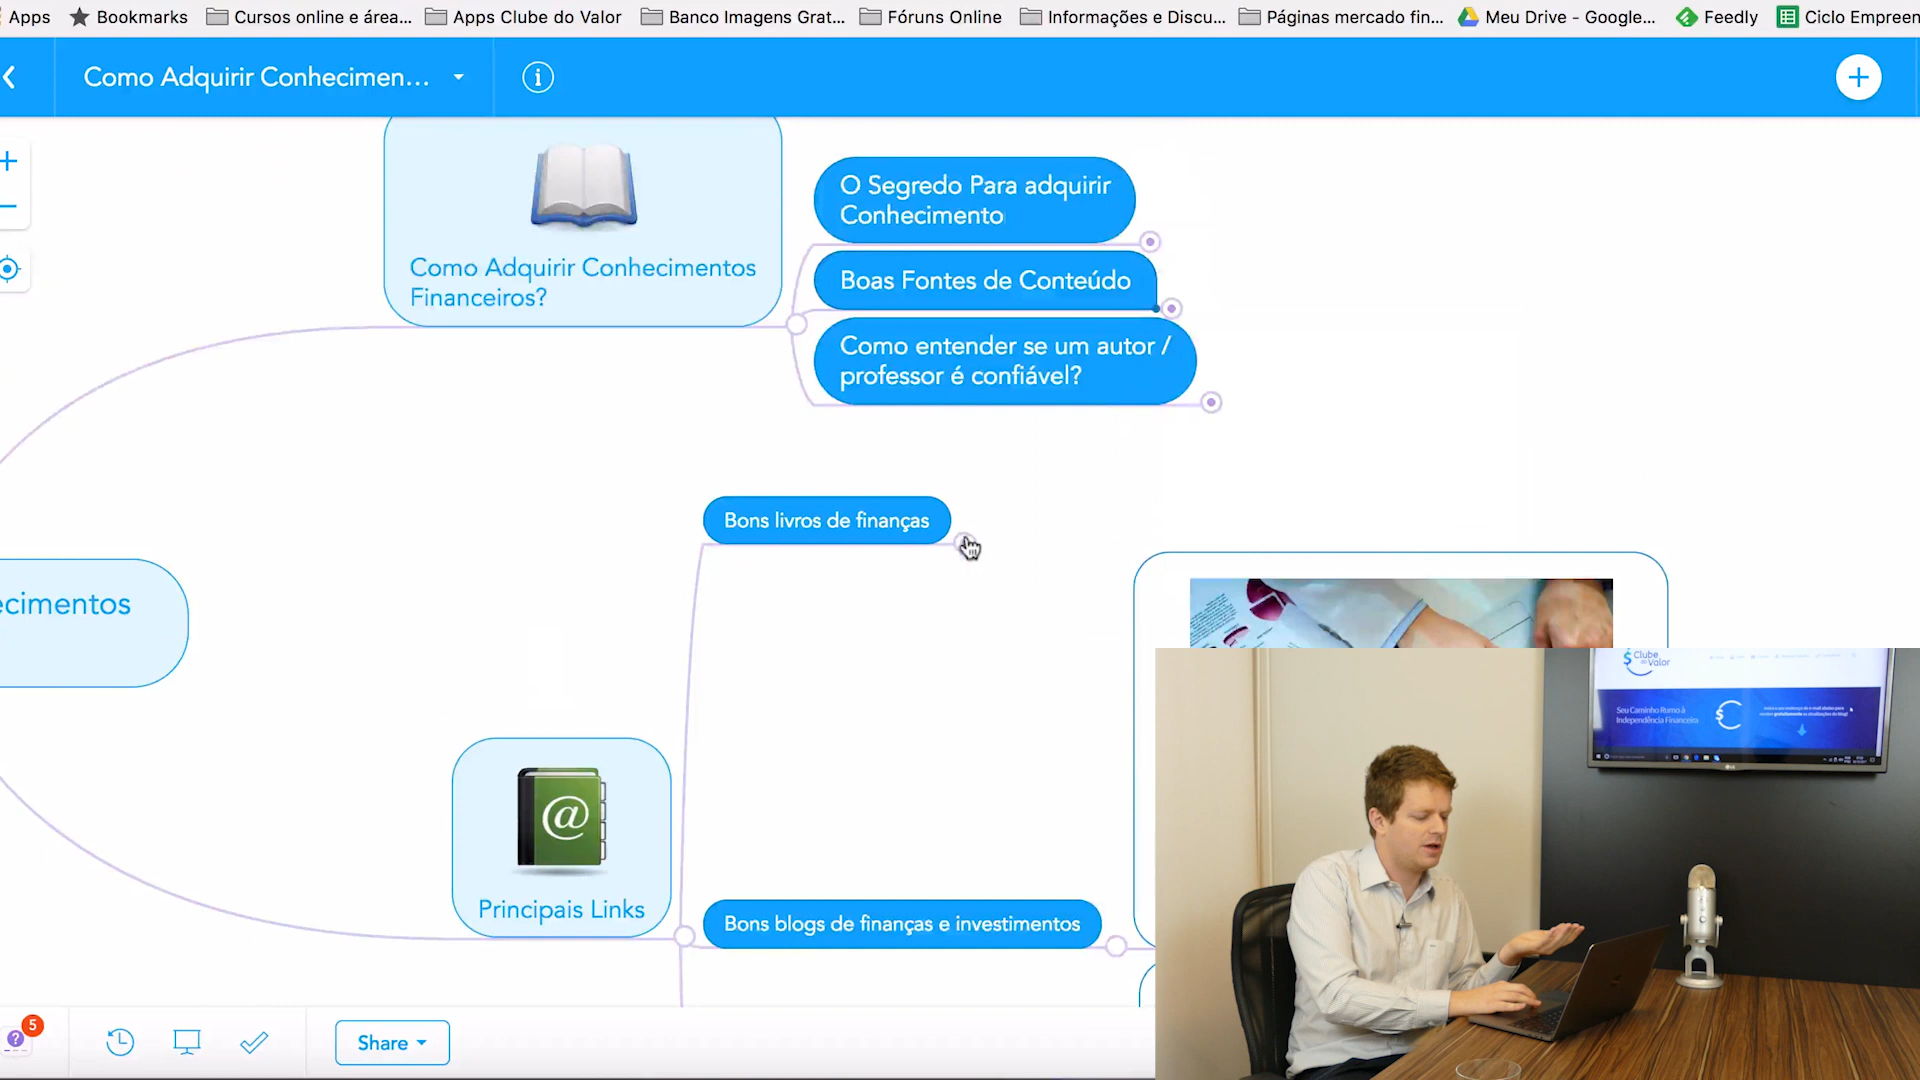 Apps
Bookmarks
Cursos online e área...
Apps Clube do Valor
Banco Imagens Grat...
Fóruns Online
Informações e Discu...
Páginas mercado fin...
Meu Drive - Google...
Feedly
Ciclo Empreen
Como Adquirir Conhecimen...
O Segredo Para adquirir
Conhecimento
Como Adquirir Conhecimentos
Financeiros?
Boas Fontes de Conteúdo
Como entender se um autor /
professor é confiável?
Bons livros de finanças
ecimentos
@
Principais Links
Bons blogs de finanças e investimentos
Clube
do Valor
Seu Caminho Rumo à
Independência Financeira
LG
5
?
Share